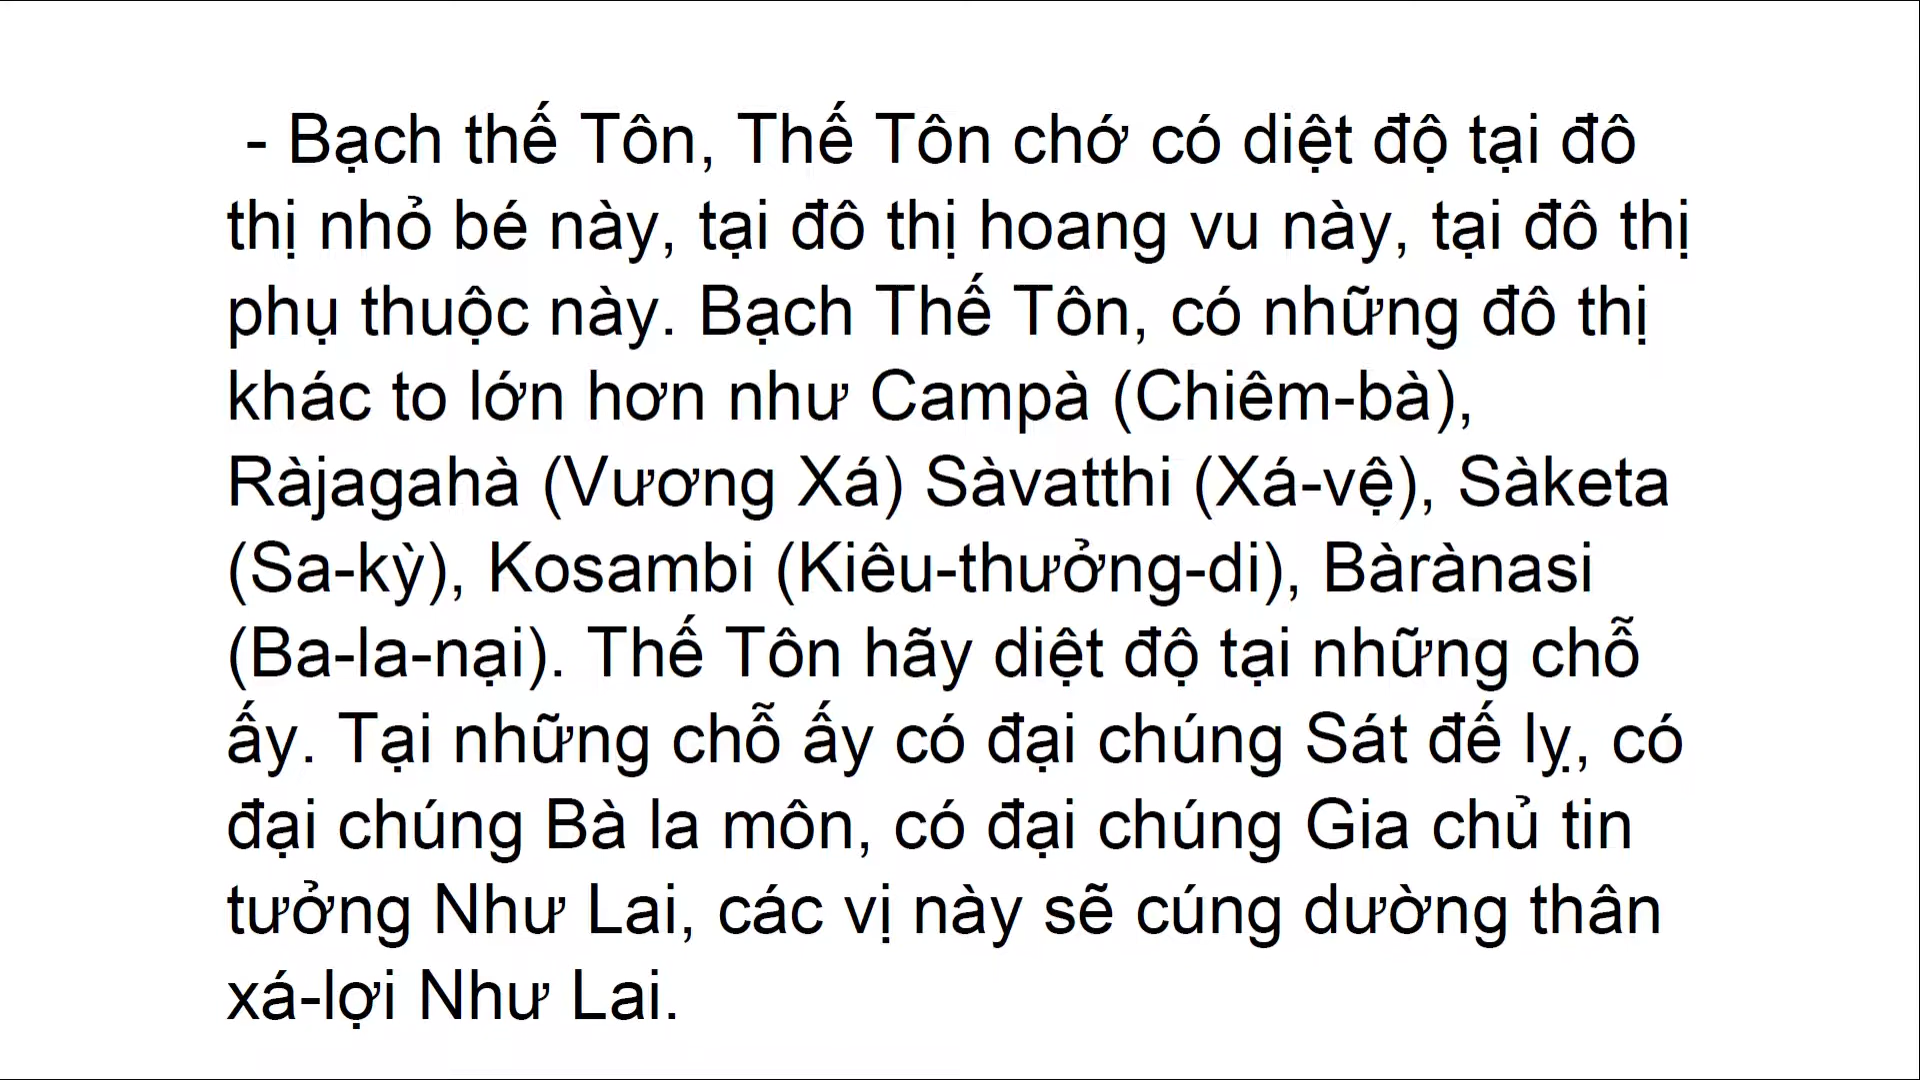 - Bạch thế Tôn, Thế Tôn chớ có diệt độ tại đô
thị nhỏ bé này, tại đô thị hoang vu này, tại đô thị
phụ thuộc này. Bạch Thế Tôn, có những đô thị
khác to lớn hơn như Campà (Chiêm-bà),
Ràjagahà (Vương Xá) Sàvatthi (Xá-vệ), Sàketa
(Sa-kỳ), Kosambi (Kiêu-thưởng-di), Bàrànasi
(Ba-la-nại). Thế Tôn hãy diệt độ tại những chỗ
ấy. Tại những chỗ ấy có đại chúng Sát đế lỵ, có
đại chúng Bà la môn, có đại chúng Gia chủ tin
tưởng Như Lai, các vị này sẽ cúng dường thân
xá-lợi Như Lai.